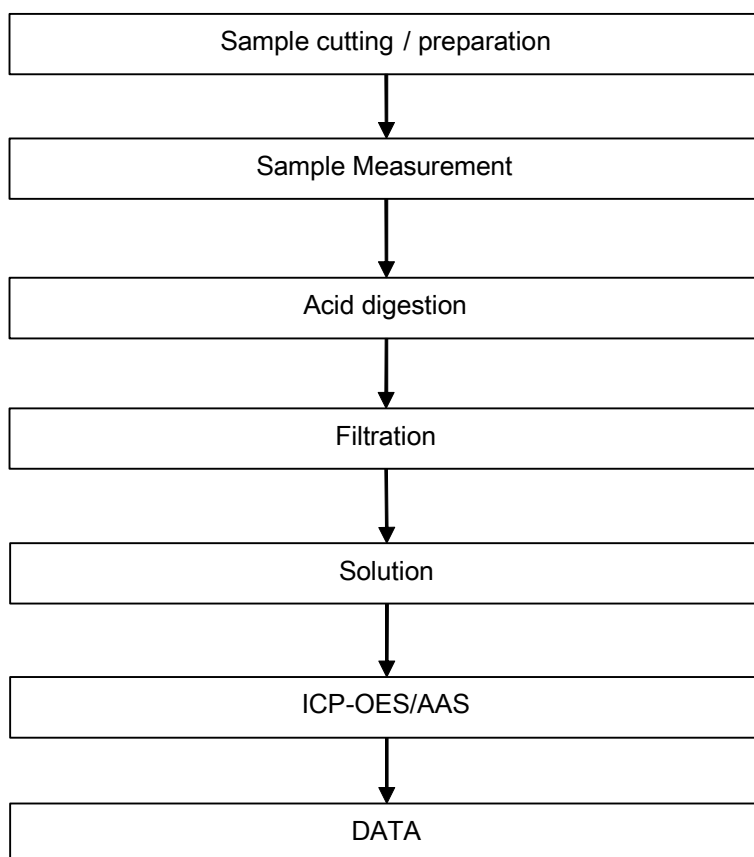 Sample cutting / preparation
Sample Measurement
Acid digestion
Filtration
Solution
ICP-OES/AAS
DATA